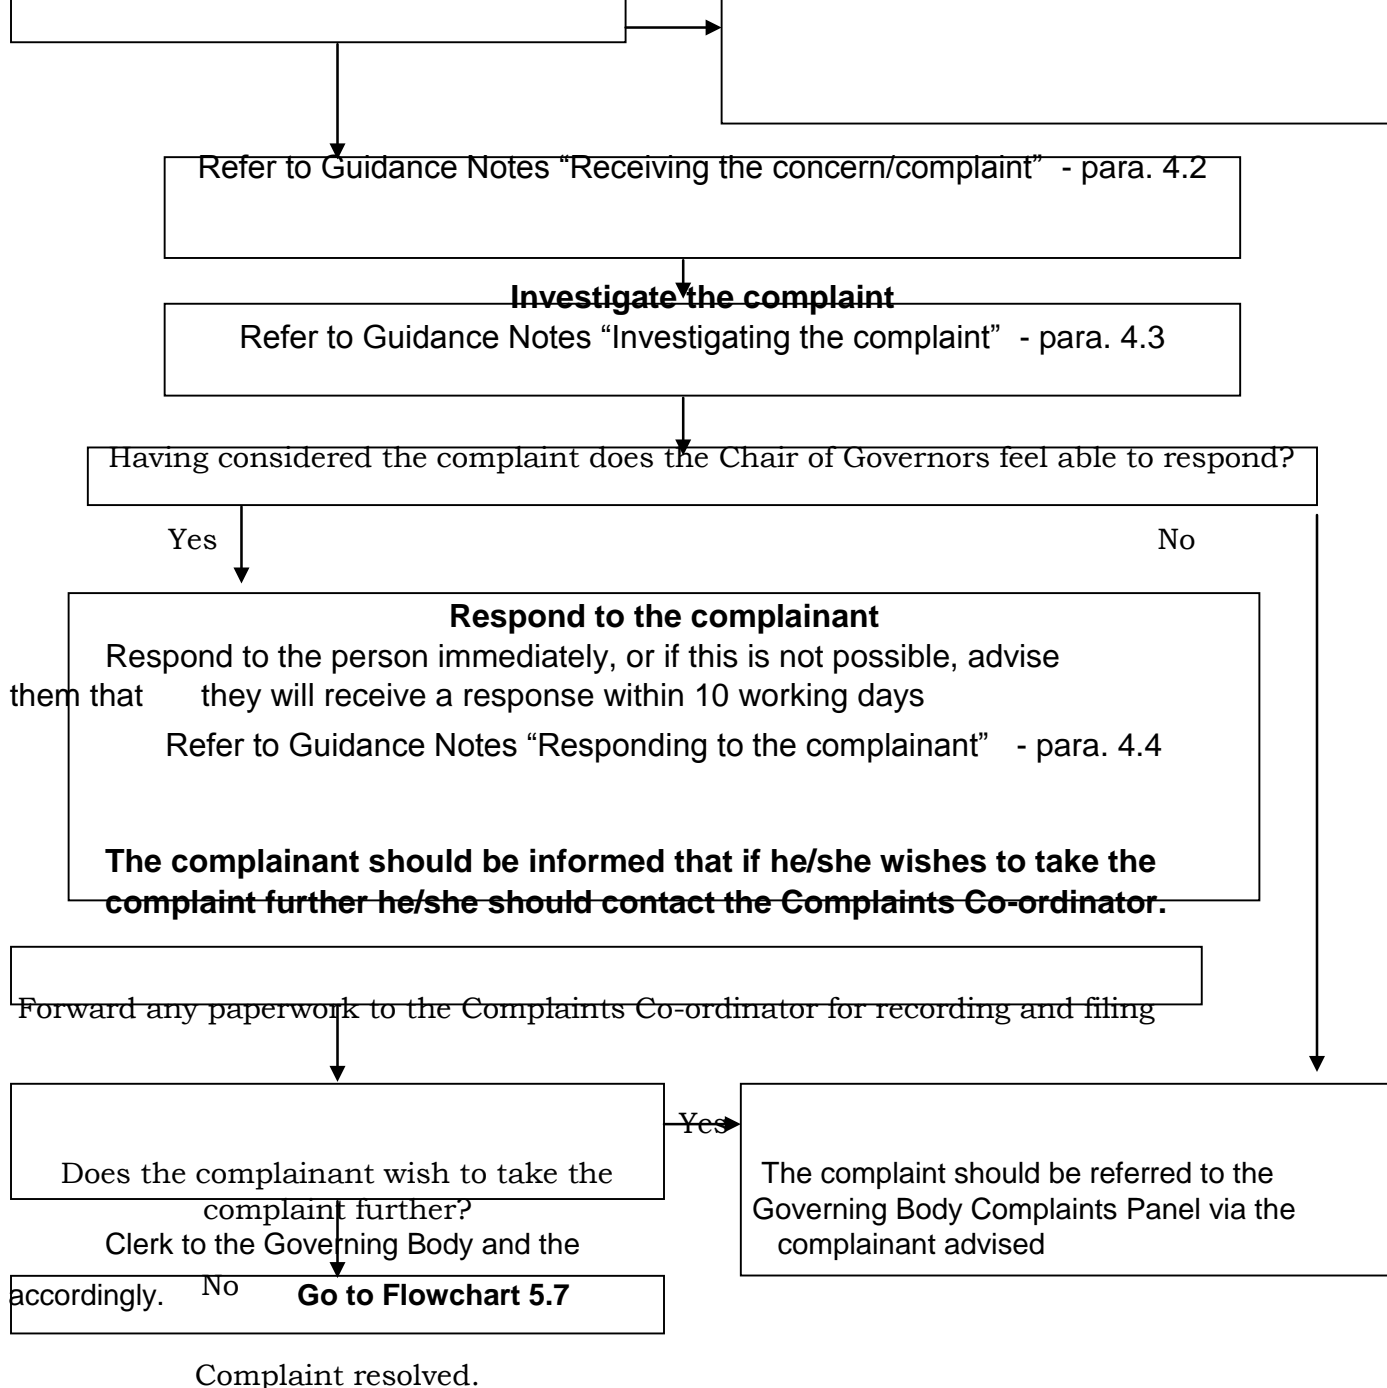 Refer to Guidance Notes “Receiving the concern/complaint”  - para. 4.2
Investigate the complaint
Refer to Guidance Notes “Investigating the complaint”  - para. 4.3
Having considered the complaint does the Chair of Governors feel able to respond?
Yes
No
Respond to the complainant
Respond to the person immediately, or if this is not possible, advise
them that they will receive a response within 10 working days
Refer to Guidance Notes “Responding to the complainant”   - para. 4.4
The complainant should be informed that if he/she wishes to take the
complaint further he/she should contact the Complaints Co-ordinator.
Forward any paperwork to the Complaints Co-ordinator for recording and filing
Yes
Does the complainant wish to take the
complaint further?
The complaint should be referred to the
Governing Body Complaints Panel via the
complainant advised
Clerk to the Governing Body and the
accordingly.
No
Go to Flowchart 5.7
Complaint resolved.